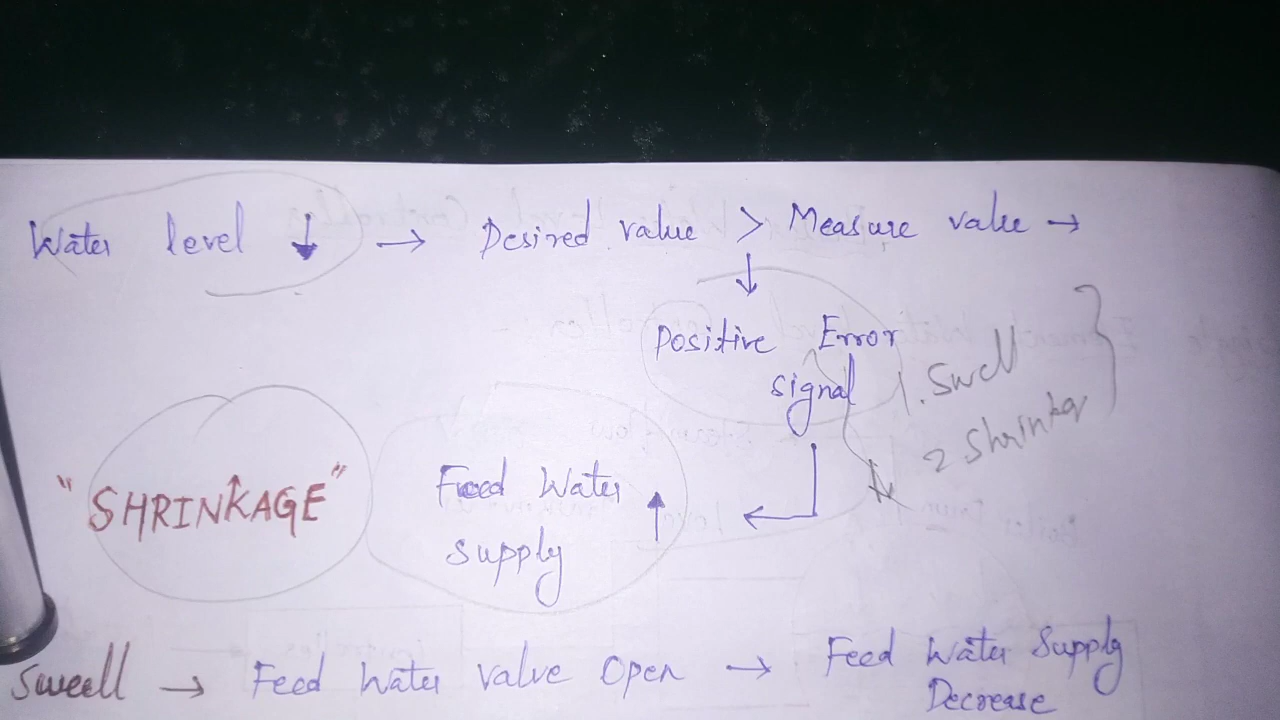 Water level ↓ → Desired value > Measure value →
↓
Positive Error
signal
1. Swell
2 Shrinkage
"SHRINKAGE"
Feed Water ↑ ←
supply
Swell → Feed Water valve Open → Feed Water Supply
Decrease